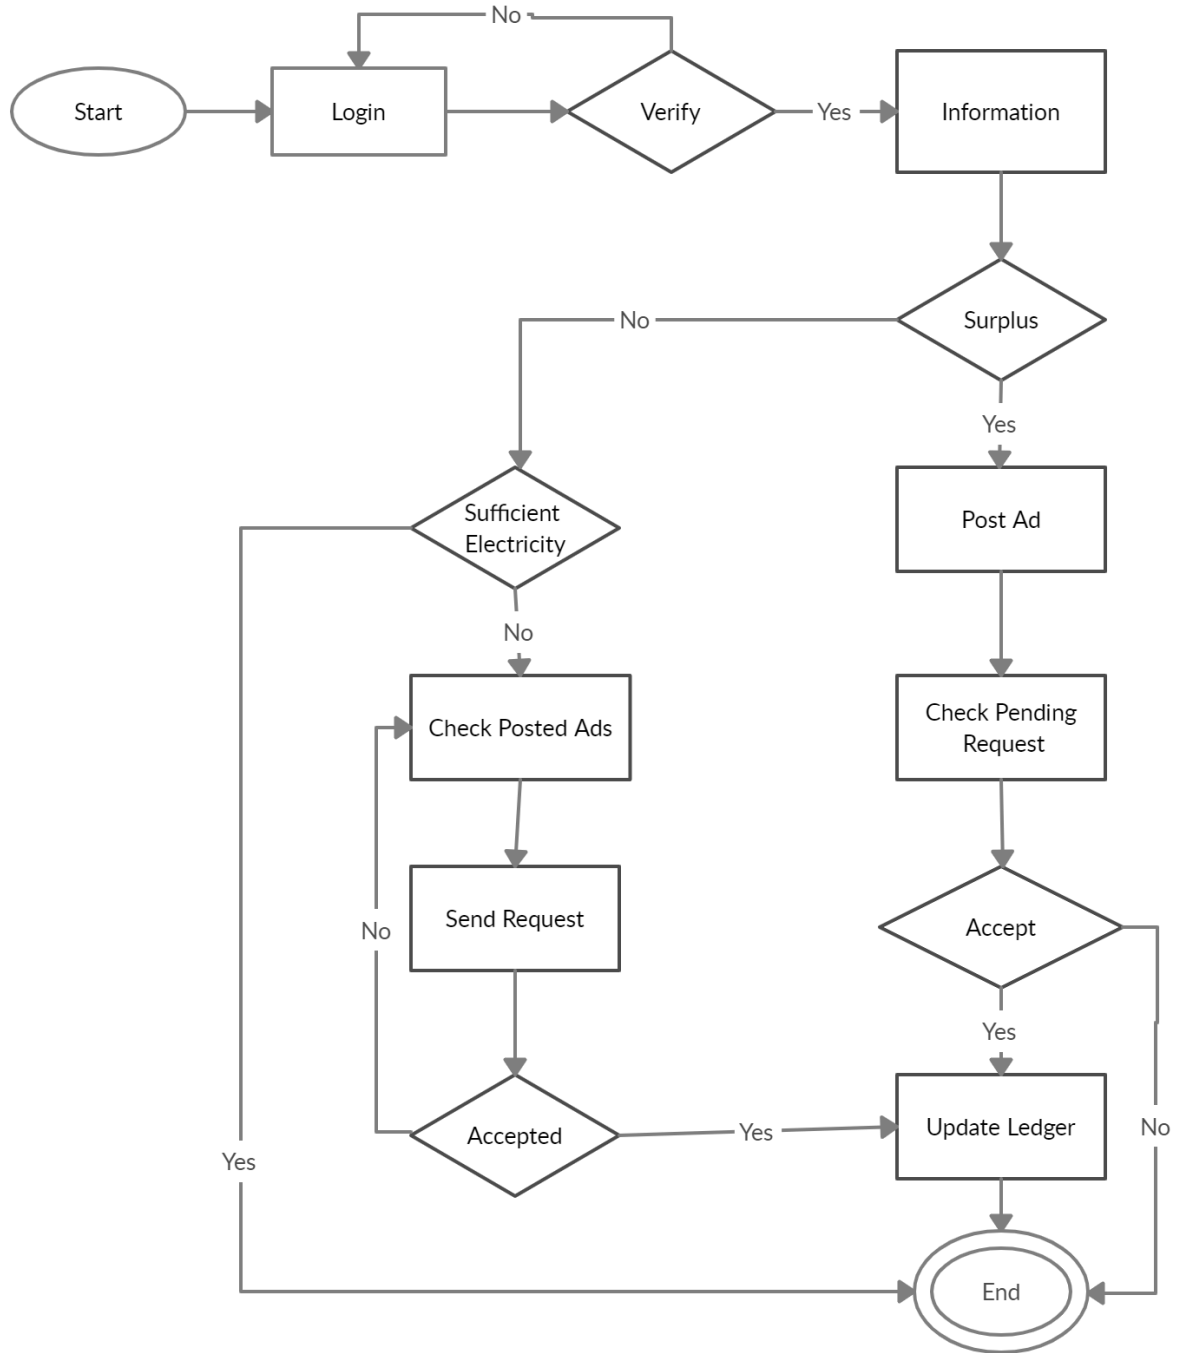 No
Start
Login
Verify
Yes
Information
Surplus
No
Yes
Sufficient
Electricity
Post Ad
No
Check Posted Ads
Check Pending
Request
Send Request
No
Accept
Yes
Accepted
Yes
Update Ledger
No
Yes
End